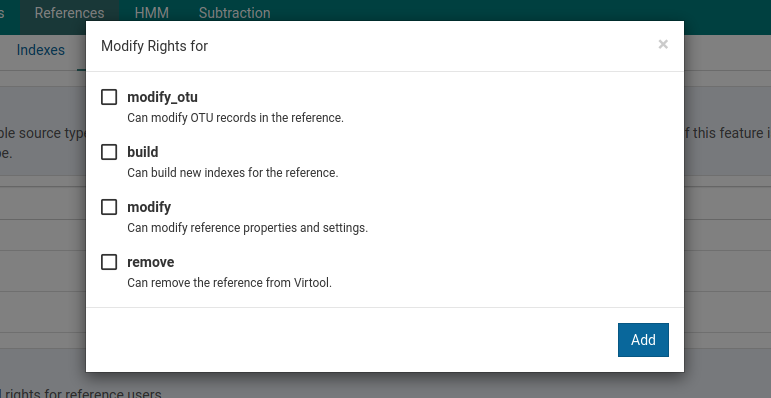 s References HMM Subtraction
Indexes
Modify Rights for ×
modify_otu
Can modify OTU records in the reference.
build
Can build new indexes for the reference.
modify
Can modify reference properties and settings.
remove
Can remove the reference from Virtool.
Add
ble source type
f this feature i
pe.
l rights for reference users